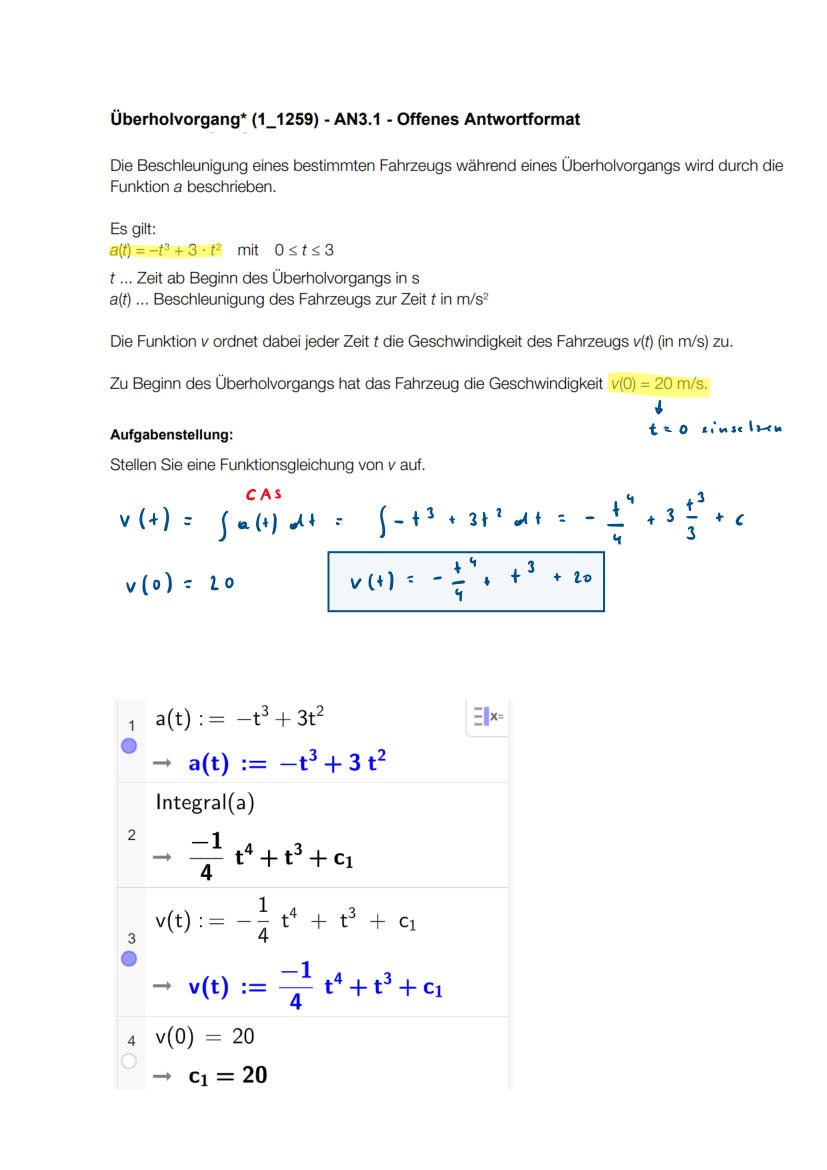 Überholvorgang* (1_1259) - AN3.1 - Offenes Antwortformat
Die Beschleunigung eines bestimmten Fahrzeugs während eines Überholvorgangs wird durch die
Funktion a beschrieben.
Es gilt:
a(t) = –t³ + 3 · t² mit 0 ≤ t ≤ 3
t ... Zeit ab Beginn des Überholvorgangs in s
a(t) ... Beschleunigung des Fahrzeugs zur Zeit t in m/s²
Die Funktion v ordnet dabei jeder Zeit t die Geschwindigkeit des Fahrzeugs v(t) (in m/s) zu.
Zu Beginn des Überholvorgangs hat das Fahrzeug die Geschwindigkeit v(0) = 20 m/s.
↓
t = 0 einsetzen
Aufgabenstellung:
Stellen Sie eine Funktionsgleichung von v auf.
CAS
v(t) = ∫ a(t) dt = ∫ -t³ + 3t² dt = - t⁴/4 + 3 t³/3 + c
v(0) = 20 v(t) = - t⁴/4 + t³ + 20
1 a(t) := −t³ + 3t² x=
→ a(t) := −t³ + 3 t²
Integral(a)
2 → −1/4 t⁴ + t³ + c₁
3 v(t) := − 1/4 t⁴ + t³ + c₁
→ v(t) := −1/4 t⁴ + t³ + c₁
4 v(0) = 20
→ c₁ = 20